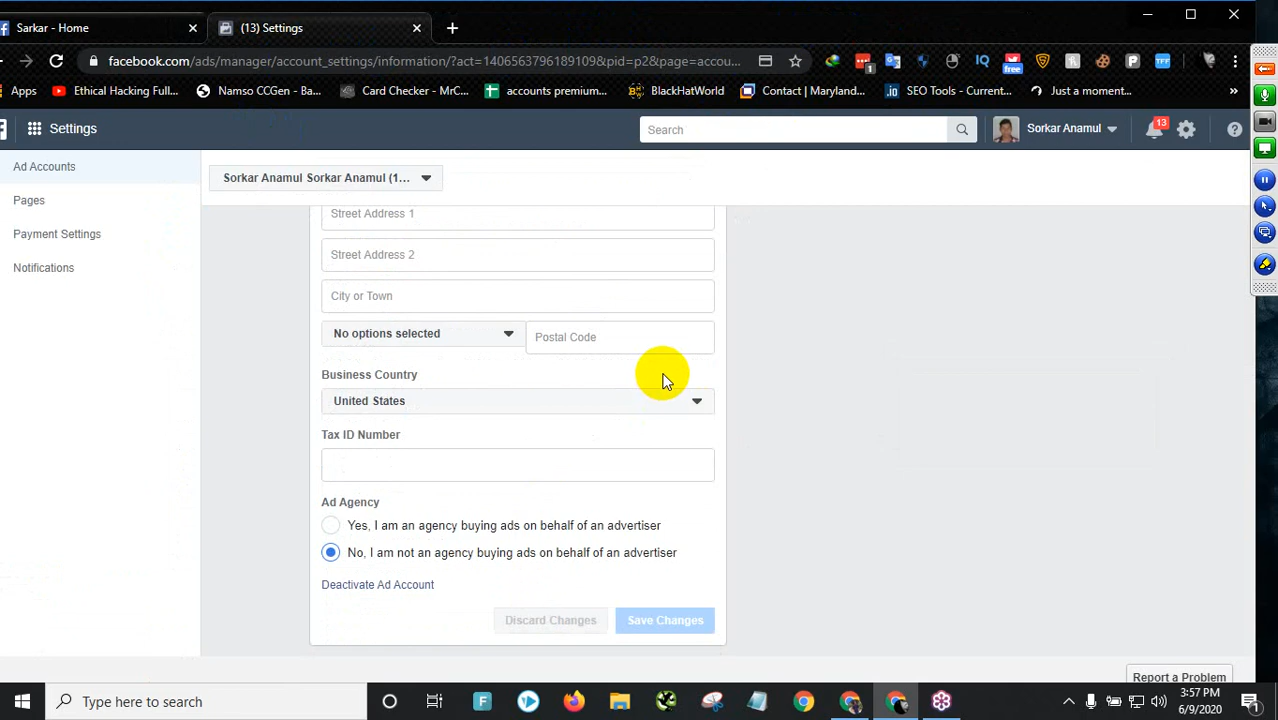 Sarkar - Home
(13) Settings
facebook.com/ads/manager/account_settings/information/?act=1406563796189109&pid=p2&page=accou...
1
free
Apps
Ethical Hacking Full...
Namso CCGen - Ba...
Card Checker - MrC...
accounts premium...
BlackHatWorld
Contact | Maryland...
SEO Tools - Current...
Just a moment...
»
Settings
Search
Sorkar Anamul
13
Ad Accounts
Pages
Payment Settings
Notifications
Sorkar Anamul Sorkar Anamul (1...
Street Address 1
Street Address 2
City or Town
No options selected
Postal Code
Business Country
United States
Tax ID Number
Ad Agency
Yes, I am an agency buying ads on behalf of an advertiser
No, I am not an agency buying ads on behalf of an advertiser
Deactivate Ad Account
Discard Changes
Save Changes
Report a Problem
Type here to search
3:57 PM
6/9/2020